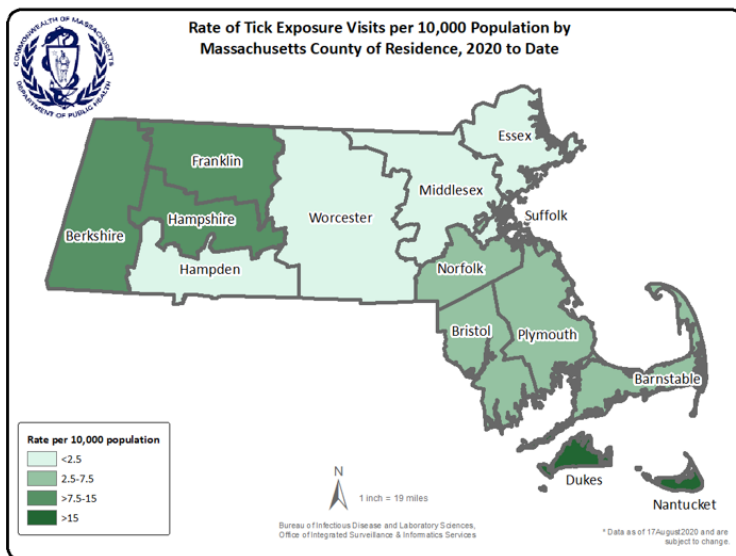 COMMONWEALTH OF MASSACHUSETTS
DEPARTMENT OF PUBLIC HEALTH
Rate of Tick Exposure Visits per 10,000 Population by
Massachusetts County of Residence, 2020 to Date
Essex
Franklin
Middlesex
Hampshire
Worcester
Suffolk
Berkshire
Norfolk
Hampden
Bristol
Plymouth
Barnstable
Dukes
Nantucket
Rate per 10,000 population
<2.5
2.5-7.5
>7.5-15
>15
N
1 inch = 19 miles
Bureau of Infectious Disease and Laboratory Sciences,
Office of Integrated Surveillance & Informatics Services
* Data as of 17August2020 and are
subject to change.